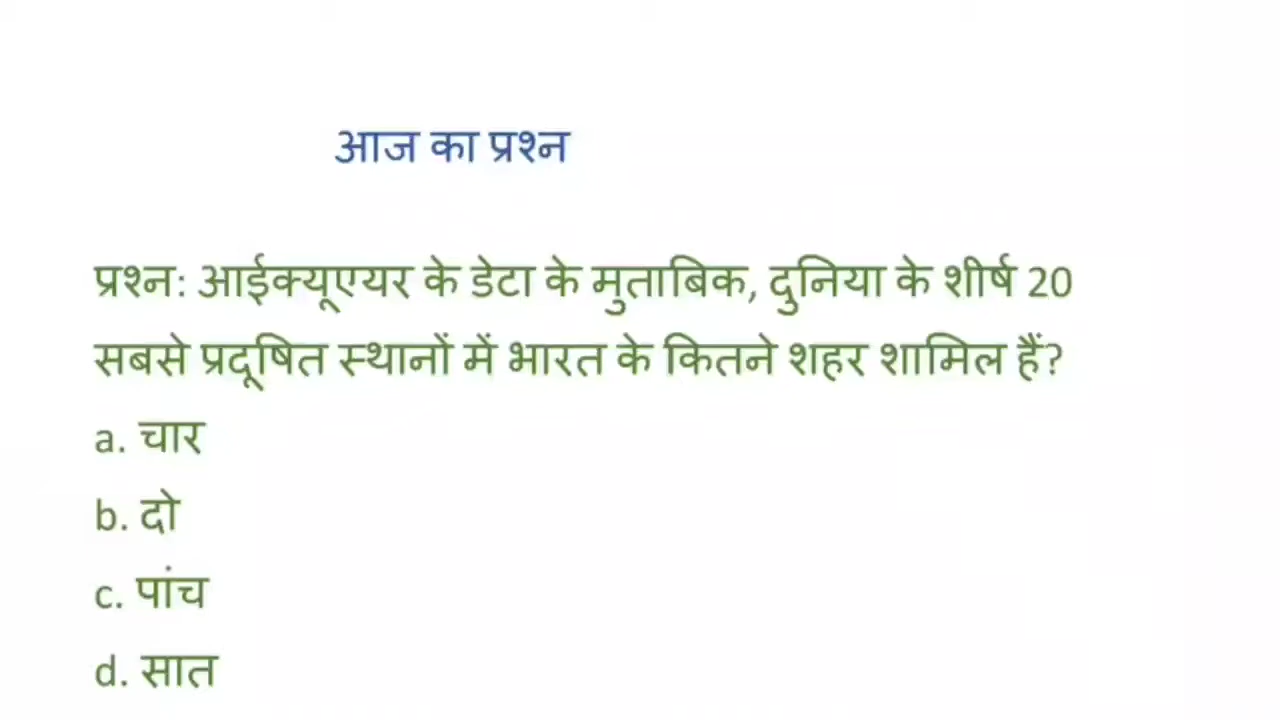 आज का प्रश्न
प्रश्न: आईक्यूएयर के डेटा के मुताबिक, दुनिया के शीर्ष 20
सबसे प्रदूषित स्थानों में भारत के कितने शहर शामिल हैं?
a. चार
b. दो
c. पांच
d. सात